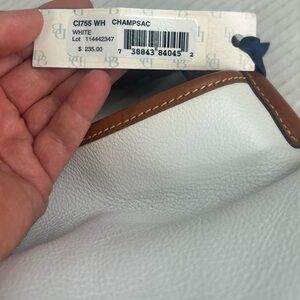 CI755 WH CHAMPSAC
WHITE
Lot 114442347
$ 235.00
7 38843 84045 2